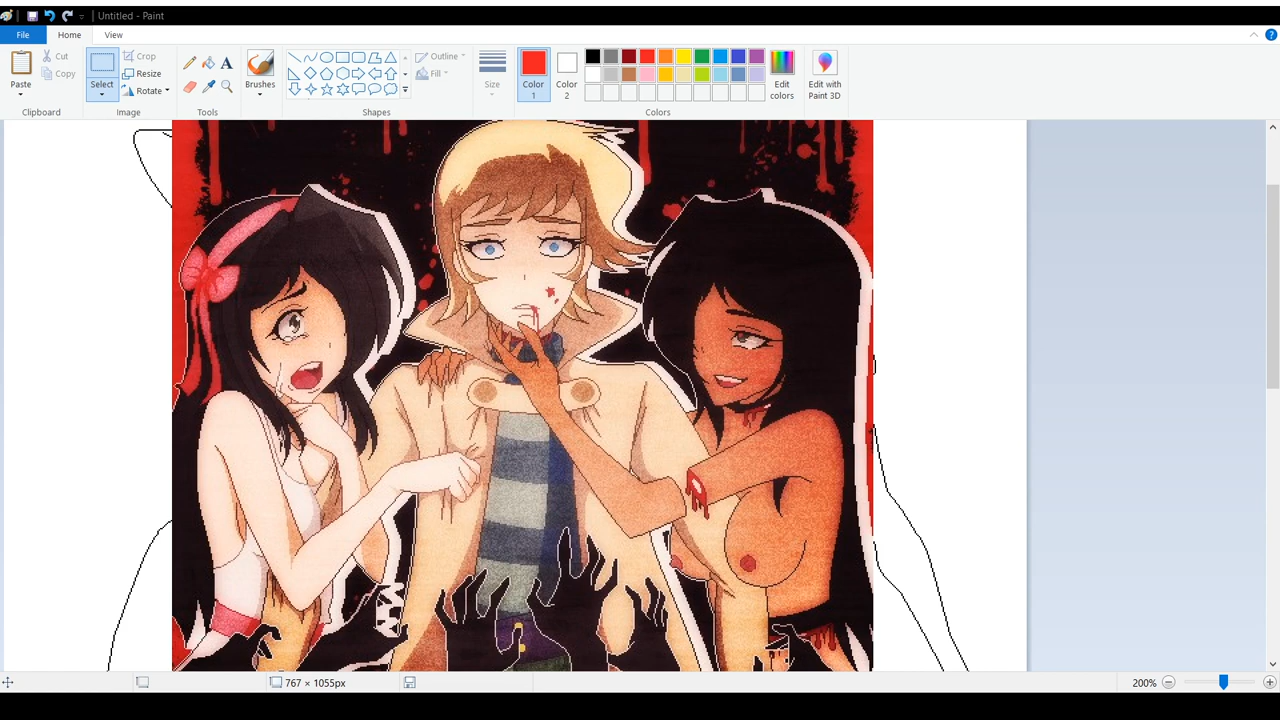 Untitled - Paint
File Home View
Paste Cut Copy
Select Crop Resize Rotate
Brushes
Outline Fill
Size
Color 1
Color 2
Edit colors
Edit with Paint 3D
Clipboard Image Tools Shapes Colors
767 × 1055px 200%